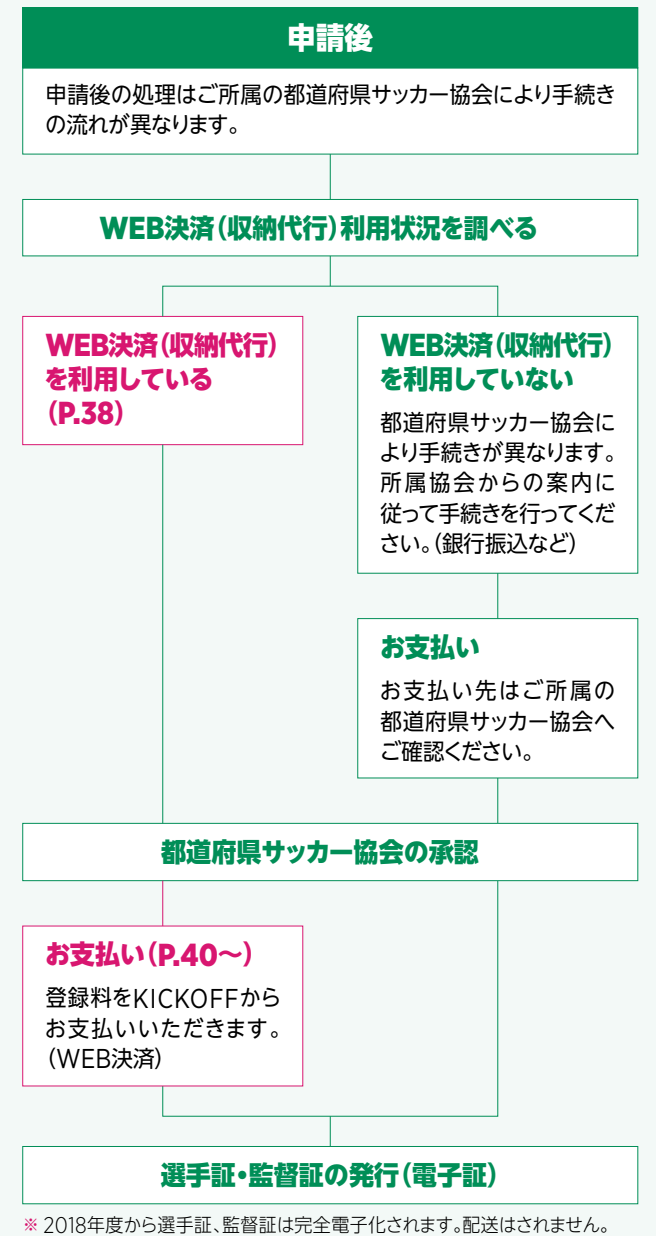 申請後
申請後の処理はご所属の都道府県サッカー協会により手続き
の流れが異なります。
WEB決済(収納代行)利用状況を調べる
WEB決済(収納代行)
を利用している
(P.38)
WEB決済(収納代行)
を利用していない
都道府県サッカー協会に
より手続きが異なります。
所属協会からの案内に
従って手続きを行ってくだ
さい。(銀行振込など)
お支払い
お支払い先はご所属の
都道府県サッカー協会へ
ご確認ください。
都道府県サッカー協会の承認
お支払い(P.40〜)
登録料をKICKOFFから
お支払いいただきます。
(WEB決済)
選手証・監督証の発行(電子証)
※ 2018年度から選手証、監督証は完全電子化されます。配送はされません。